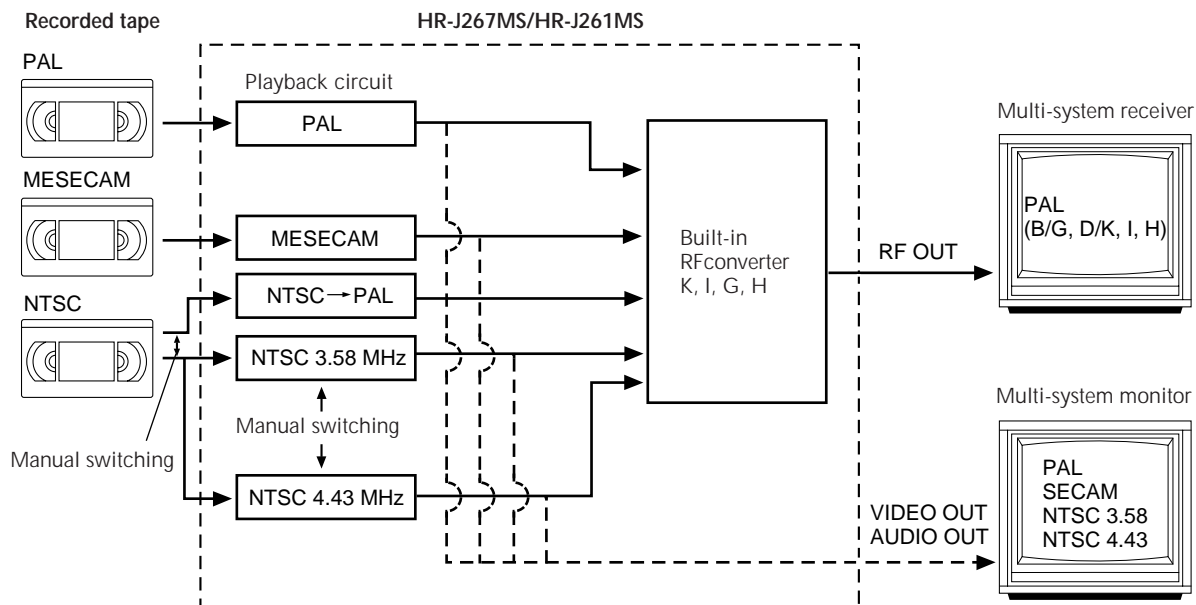 Recorded tape
HR-J267MS/HR-J261MS
PAL
Playback circuit
PAL
MESECAM
MESECAM
NTSC→PAL
NTSC
NTSC 3.58 MHz
Manual switching
Manual switching
NTSC 4.43 MHz
Built-in
RFconverter
K, I, G, H
RF OUT
Multi-system receiver
PAL
(B/G, D/K, I, H)
VIDEO OUT
AUDIO OUT
Multi-system monitor
PAL
SECAM
NTSC 3.58
NTSC 4.43